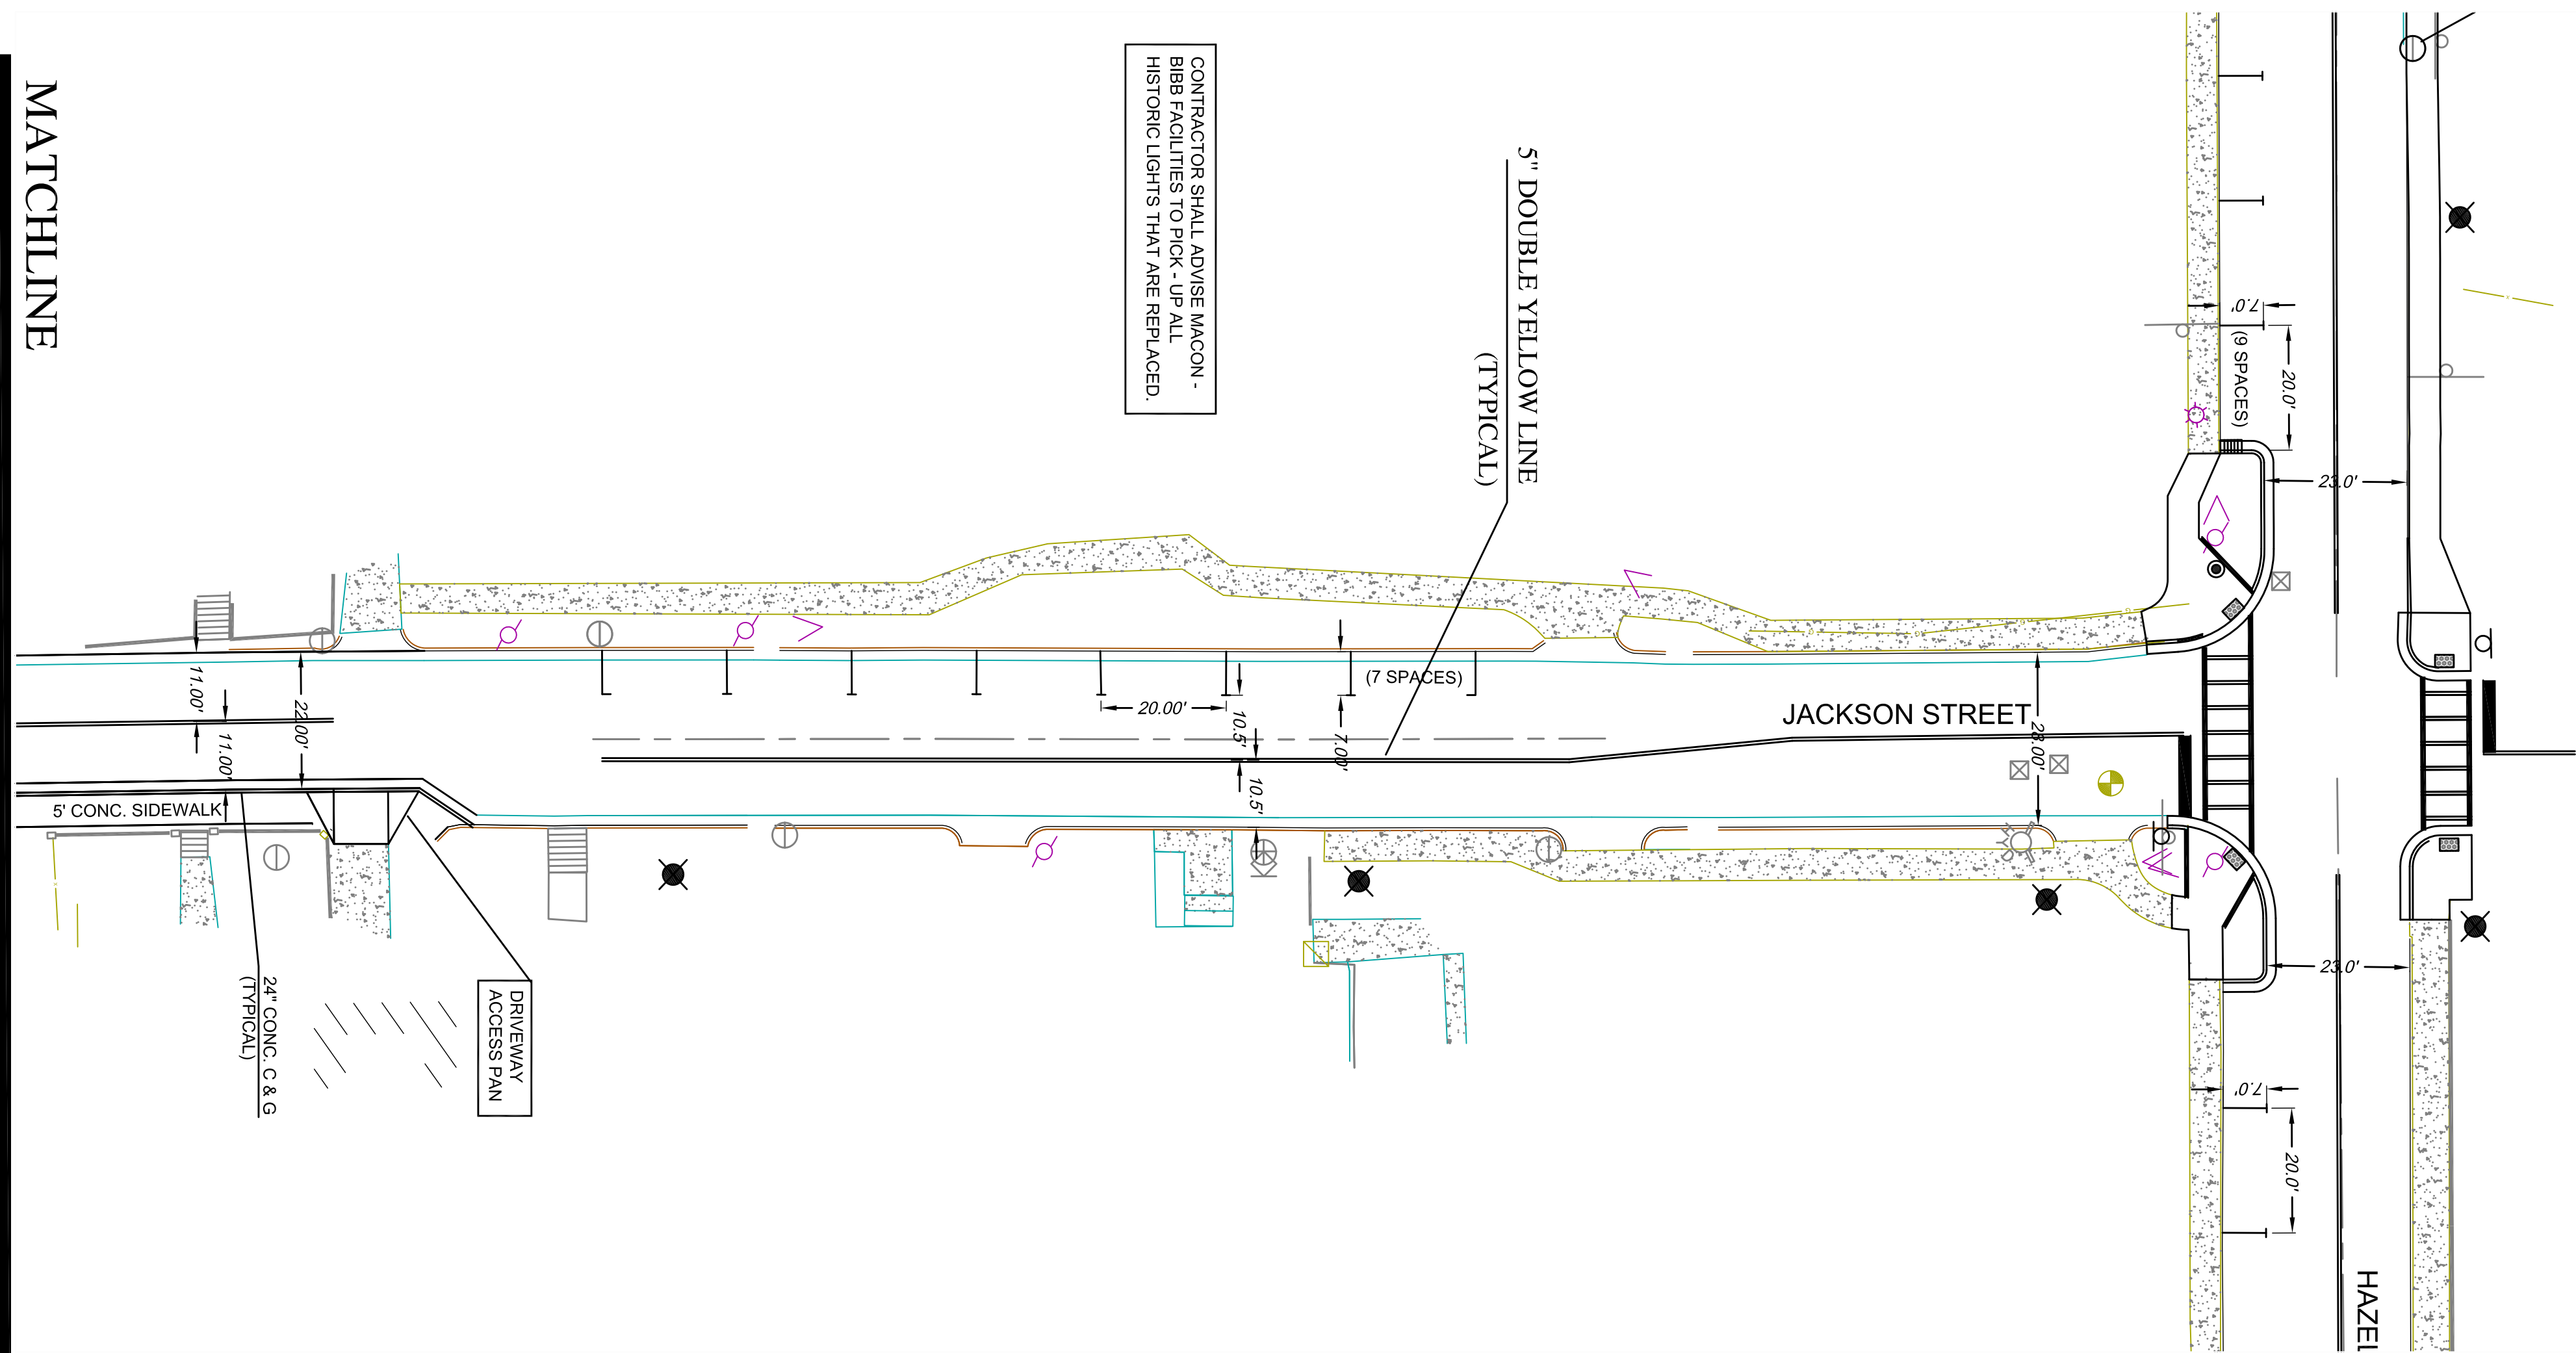 MATCHLINE
CONTRACTOR SHALL ADVISE MACON -
BIBB FACILITIES TO PICK - UP ALL
HISTORIC LIGHTS THAT ARE REPLACED.
5" DOUBLE YELLOW LINE
(TYPICAL)
7.0'
(9 SPACES)
20.0'
23.0'
11.00'
11.00'
22.00'
(7 SPACES)
20.00'
10.5'
7.00'
10.5'
JACKSON STREET
28.00'
5' CONC. SIDEWALK
24" CONC. C & G
(TYPICAL)
DRIVEWAY
ACCESS PAN
23.0'
7.0'
20.0'
HAZEL